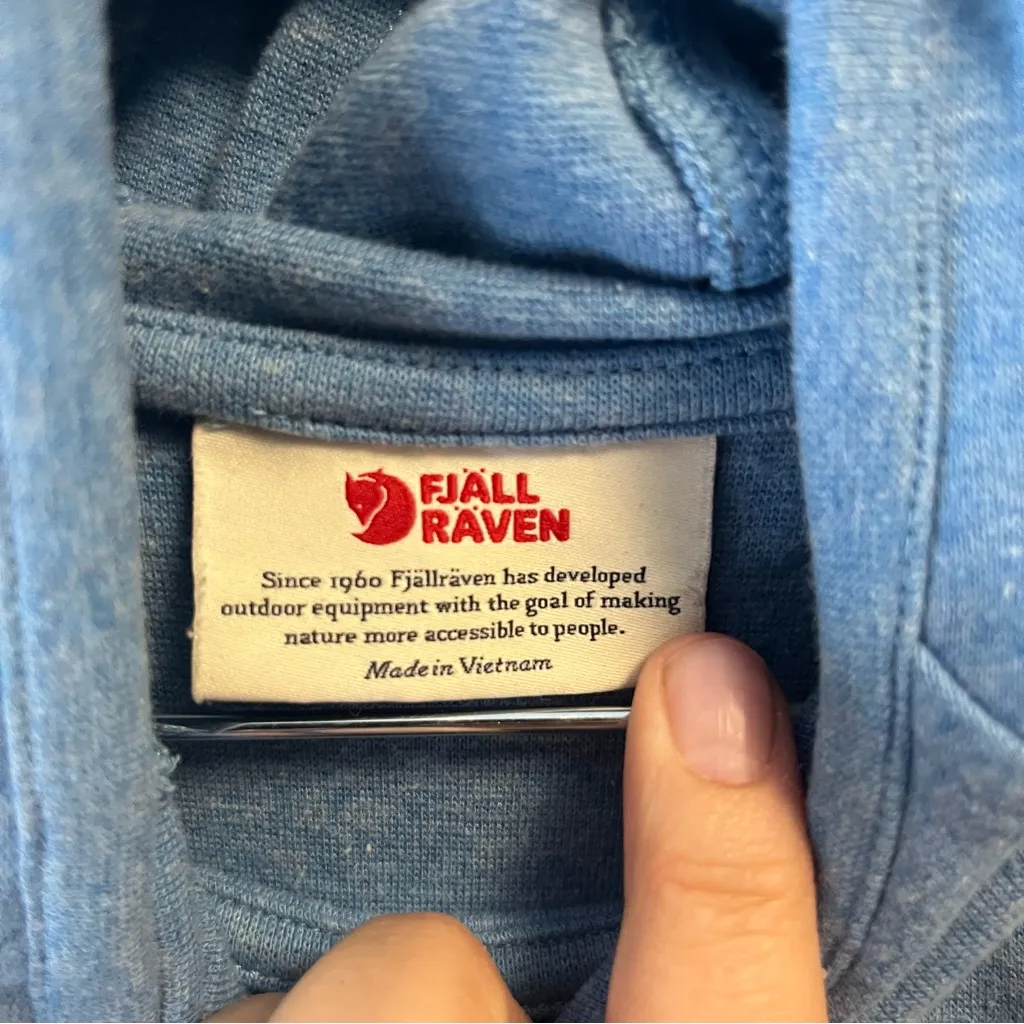 FJÄLL
RÄVEN
Since 1960 Fjällräven has developed
outdoor equipment with the goal of making
nature more accessible to people.
Made in Vietnam